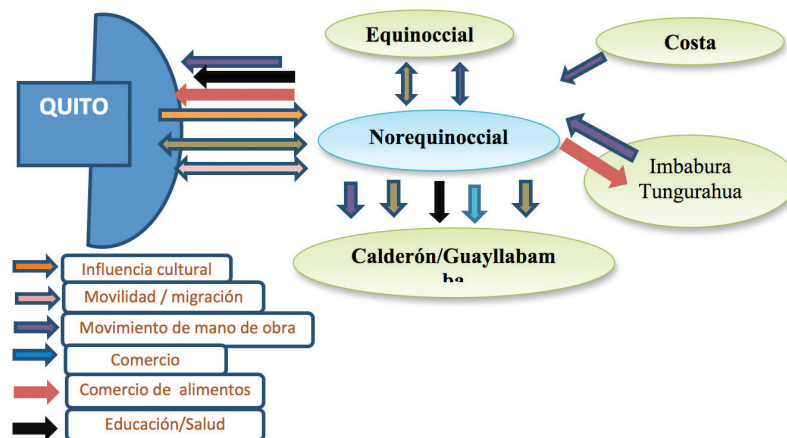 Equinoccial
Costa
QUITO
Norequinoccial
Imbabura
Tungurahua
Calderón/Guayllabam
ba
Influencia cultural
Movilidad / migración
Movimiento de mano de obra
Comercio
Comercio de alimentos
Educación/Salud